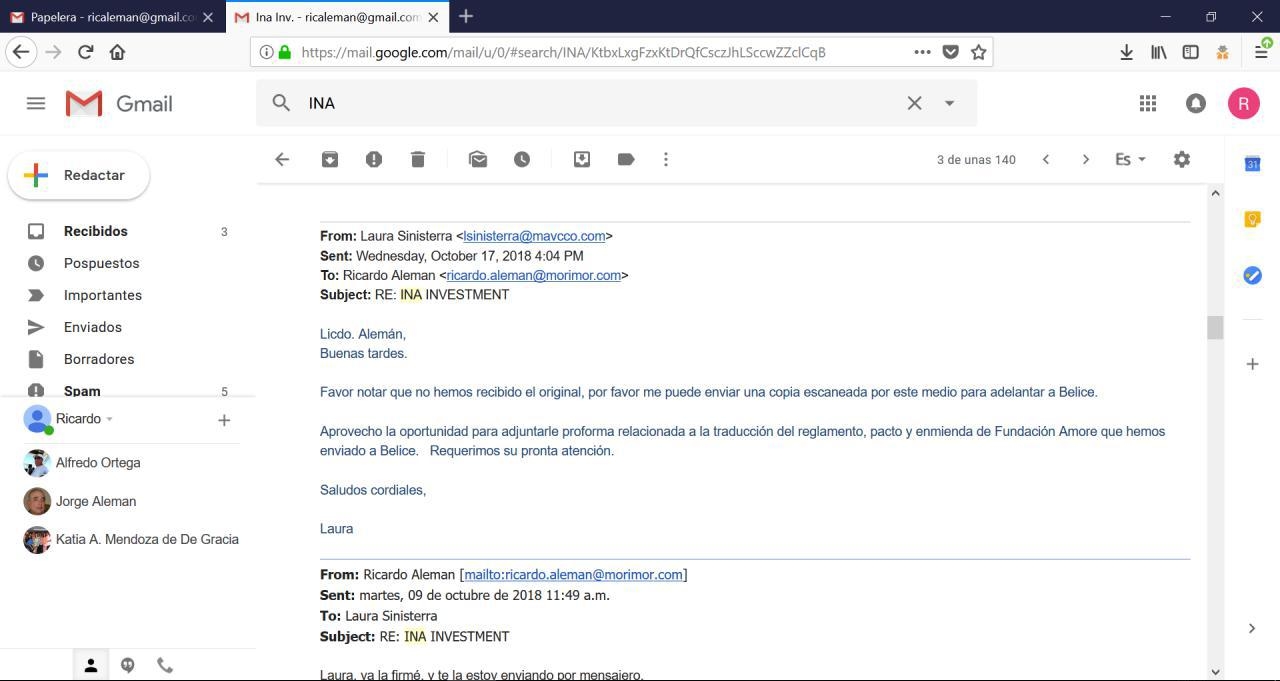 Papelera - ricaleman@gmail.co
Ina Inv. - ricaleman@gmail.com
https://mail.google.com/mail/u/0/#search/INA/KtbxLxgFzxKtDrQfCsczJhLSccwZZclCqB
Gmail
INA
R
Redactar
3 de unas 140
Es
31
Recibidos 3
Pospuestos
Importantes
Enviados
Borradores
Spam 5
Ricardo
Alfredo Ortega
Jorge Aleman
Katia A. Mendoza de De Gracia
From: Laura Sinisterra <lsinisterra@mavcco.com>
Sent: Wednesday, October 17, 2018 4:04 PM
To: Ricardo Aleman <ricardo.aleman@morimor.com>
Subject: RE: INA INVESTMENT
Licdo. Alemán,
Buenas tardes.
Favor notar que no hemos recibido el original, por favor me puede enviar una copia escaneada por este medio para adelantar a Belice.
Aprovecho la oportunidad para adjuntarle proforma relacionada a la traducción del reglamento, pacto y enmienda de Fundación Amore que hemos
enviado a Belice. Requerimos su pronta atención.
Saludos cordiales,
Laura
From: Ricardo Aleman [mailto:ricardo.aleman@morimor.com]
Sent: martes, 09 de octubre de 2018 11:49 a.m.
To: Laura Sinisterra
Subject: RE: INA INVESTMENT
Laura, ya la firmé, y te la estoy enviando por mensajero.